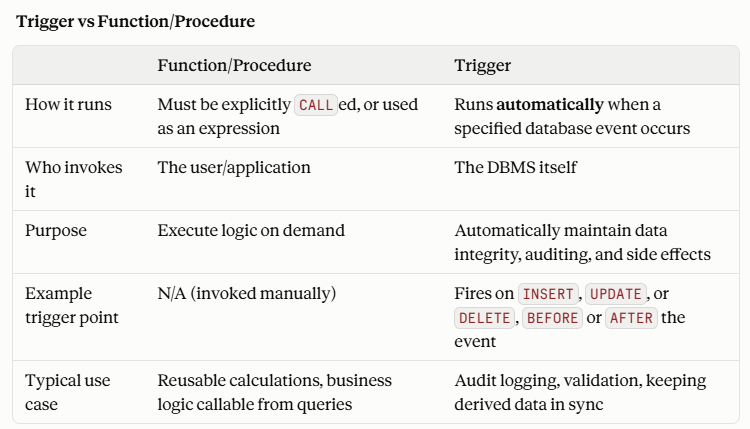 Trigger vs Function/Procedure
Function/Procedure Trigger
How it runs Must be explicitly CALLed, or used Runs automatically when a
as an expression specified database event occurs
Who invokes The user/application The DBMS itself
it
Purpose Execute logic on demand Automatically maintain data
integrity, auditing, and side effects
Example N/A (invoked manually) Fires on INSERT, UPDATE, or
trigger point DELETE, BEFORE or AFTER the
event
Typical use Reusable calculations, business Audit logging, validation, keeping
case logic callable from queries derived data in sync